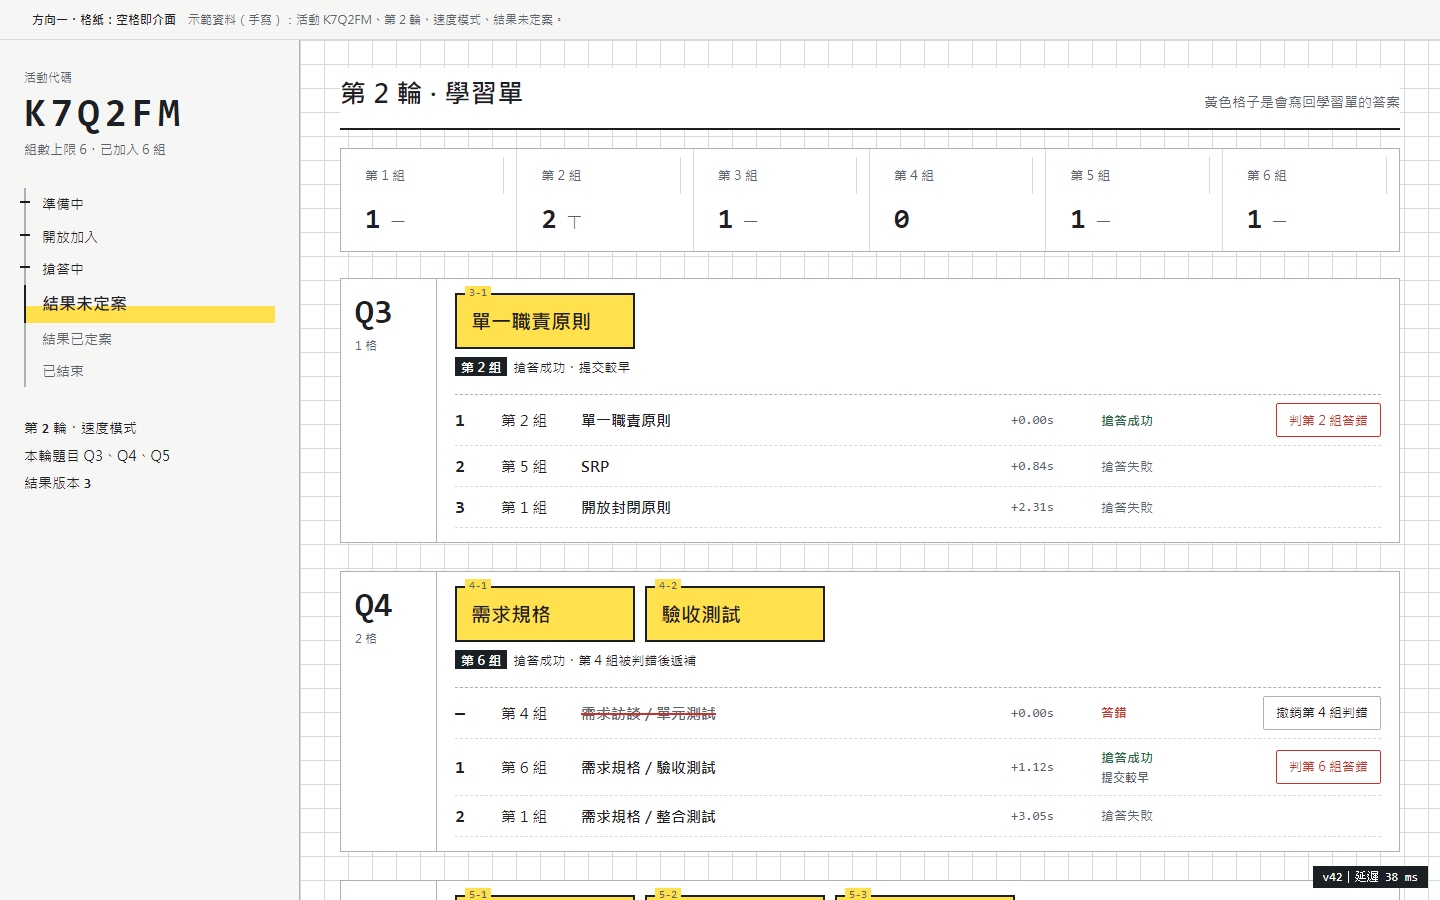 方向一・格紙：空格即介面 示範資料（手寫）：活動 K7Q2FM、第 2 輪、速度模式、結果未定案。
活動代碼
K7Q2FM
組數上限 6・已加入 6 組
準備中
開放加入
搶答中
結果未定案
結果已定案
已結束
第 2 輪・速度模式
本輪題目 Q3、Q4、Q5
結果版本 3
第 2 輪・學習單
黃色格子是會寫回學習單的答案
第 1 組 第 2 組 第 3 組 第 4 組 第 5 組 第 6 組
1 一 2 丅 1 一 0 1 一 1 一
Q3
1 格
3-1
單一職責原則
第 2 組 搶答成功・提交較早
1 第 2 組 單一職責原則 +0.00s 搶答成功 判第 2 組答錯
2 第 5 組 SRP +0.84s 搶答失敗
3 第 1 組 開放封閉原則 +2.31s 搶答失敗
Q4
2 格
4-1 4-2
需求規格 驗收測試
第 6 組 搶答成功・第 4 組被判錯後遞補
— 第 4 組 需求訪談 / 單元測試 +0.00s 答錯 撤銷第 4 組判錯
1 第 6 組 需求規格 / 驗收測試 +1.12s 搶答成功 判第 6 組答錯
提交較早
2 第 1 組 需求規格 / 整合測試 +3.05s 搶答失敗
5-1 5-2 5-3
v42 | 延遲 38 ms